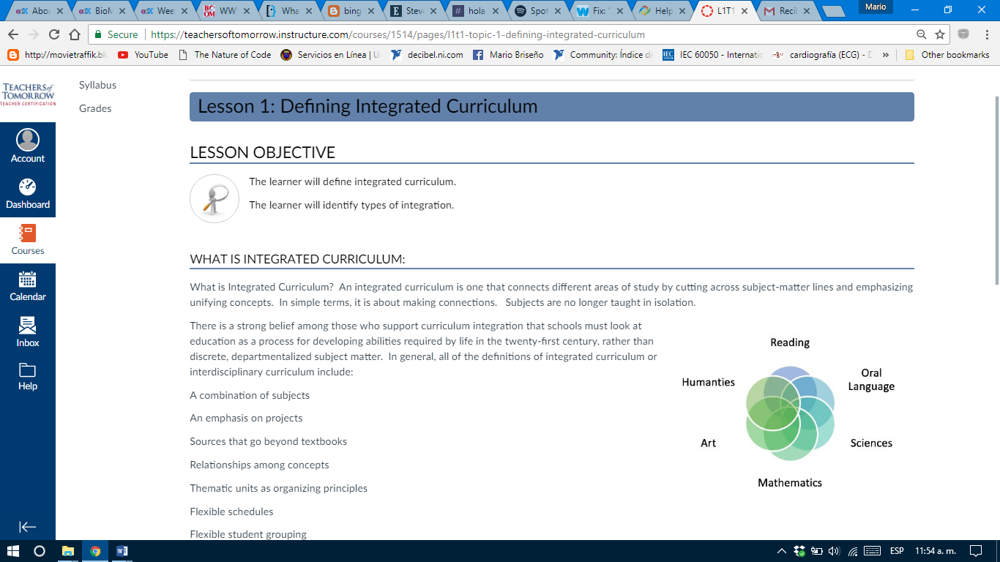 Abou
BioM
Wee
WW
Wha
bing
Stev
hola
Spot
Fix:
Help
L1T1
Recil
Mario
Secure
https://teachersoftomorrow.instructure.com/courses/1514/pages/l1t1-topic-1-defining-integrated-curriculum
http://movietraffik.bl
YouTube
The Nature of Code
Servicios en Línea | U
decibel.ni.com
Mario Briseño
Community: Índice de
IEC 60050 - Internatic
cardiografía (ECG) - D
»
Other bookmarks
TEACHERS of
TOMORROW
TEACHER CERTIFICATION
Account
Dashboard
Courses
Calendar
Inbox
Help
Syllabus
Grades
Lesson 1: Defining Integrated Curriculum
LESSON OBJECTIVE
The learner will define integrated curriculum.
The learner will identify types of integration.
WHAT IS INTEGRATED CURRICULUM:
What is Integrated Curriculum? An integrated curriculum is one that connects different areas of study by cutting across subject-matter lines and emphasizing
unifying concepts. In simple terms, it is about making connections. Subjects are no longer taught in isolation.
There is a strong belief among those who support curriculum integration that schools must look at
education as a process for developing abilities required by life in the twenty-first century, rather than
discrete, departmentalized subject matter. In general, all of the definitions of integrated curriculum or
interdisciplinary curriculum include:
A combination of subjects
An emphasis on projects
Sources that go beyond textbooks
Relationships among concepts
Thematic units as organizing principles
Flexible schedules
Flexible student grouping
Reading
Oral
Language
Sciences
Mathematics
Art
Humanties
ESP
11:54 a. m.